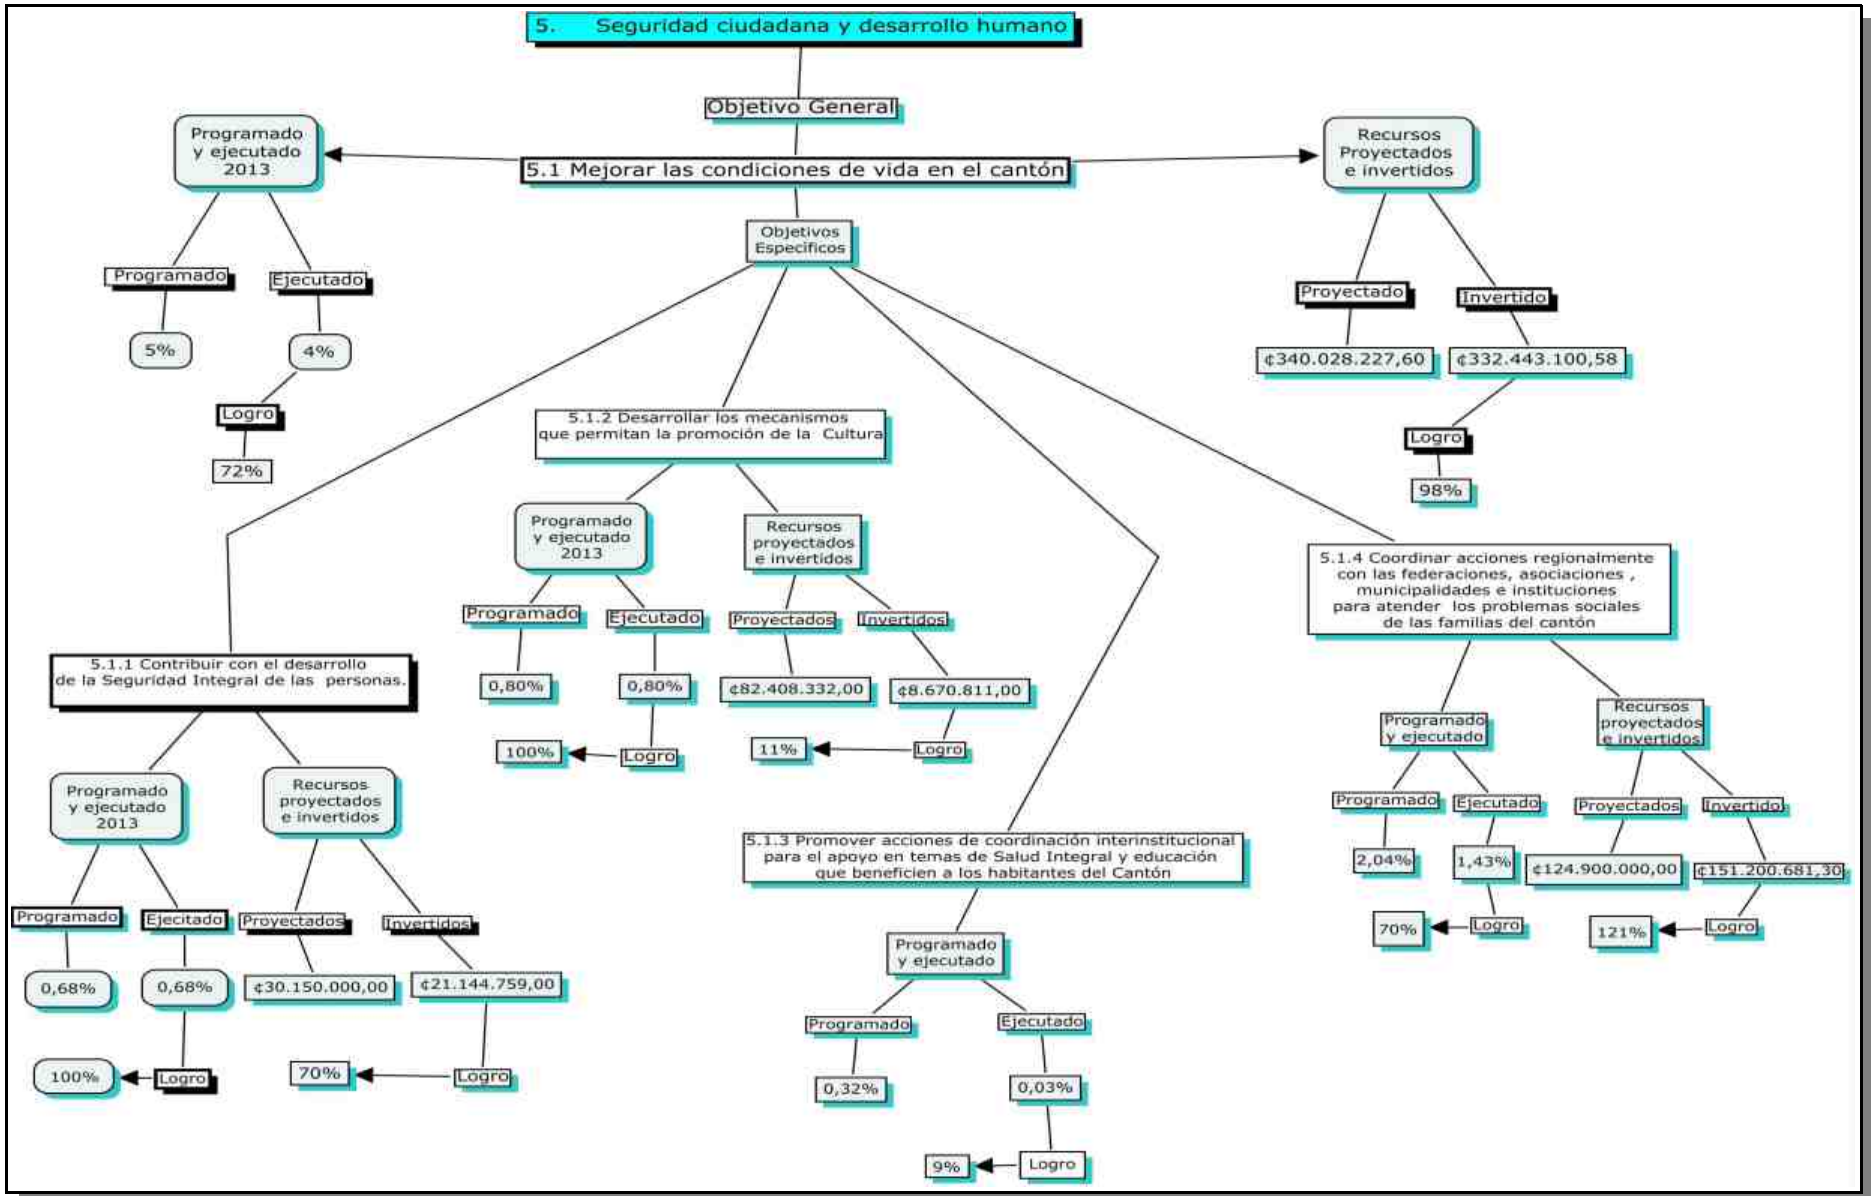 5. Seguridad ciudadana y desarrollo humano
Objetivo General
5.1 Mejorar las condiciones de vida en el cantón
Programado
y ejecutado
2013
Programado
Ejecutado
5%
4%
Logro
72%
Recursos
Proyectados
e invertidos
Proyectado
Invertido
¢340.028.227,60
¢332.443.100,58
Logro
98%
Objetivos
Específicos
5.1.1 Contribuir con el desarrollo
de la Seguridad Integral de las personas.
Programado
y ejecutado
2013
Programado
Ejecitado
0,68%
0,68%
Logro
100%
Recursos
proyectados
e invertidos
Proyectados
Invertidos
¢30.150.000,00
¢21.144.759,00
Logro
70%
5.1.2 Desarrollar los mecanismos
que permitan la promoción de la Cultura
Programado
y ejecutado
2013
Programado
Ejecutado
0,80%
0,80%
Logro
100%
Recursos
proyectados
e invertidos
Proyectados
Invertidos
¢82.408.332,00
¢8.670.811,00
Logro
11%
5.1.3 Promover acciones de coordinación interinstitucional
para el apoyo en temas de Salud Integral y educación
que beneficien a los habitantes del Cantón
Programado
y ejecutado
Programado
Ejecutado
0,32%
0,03%
Logro
9%
5.1.4 Coordinar acciones regionalmente
con las federaciones, asociaciones ,
municipalidades e instituciones
para atender los problemas sociales
de las familias del cantón
Programado
y ejecutado
Programado
Ejecutado
2,04%
1,43%
Logro
70%
Recursos
proyectados
e invertidos
Proyectados
Invertido
¢124.900.000,00
¢151.200.681,30
Logro
121%